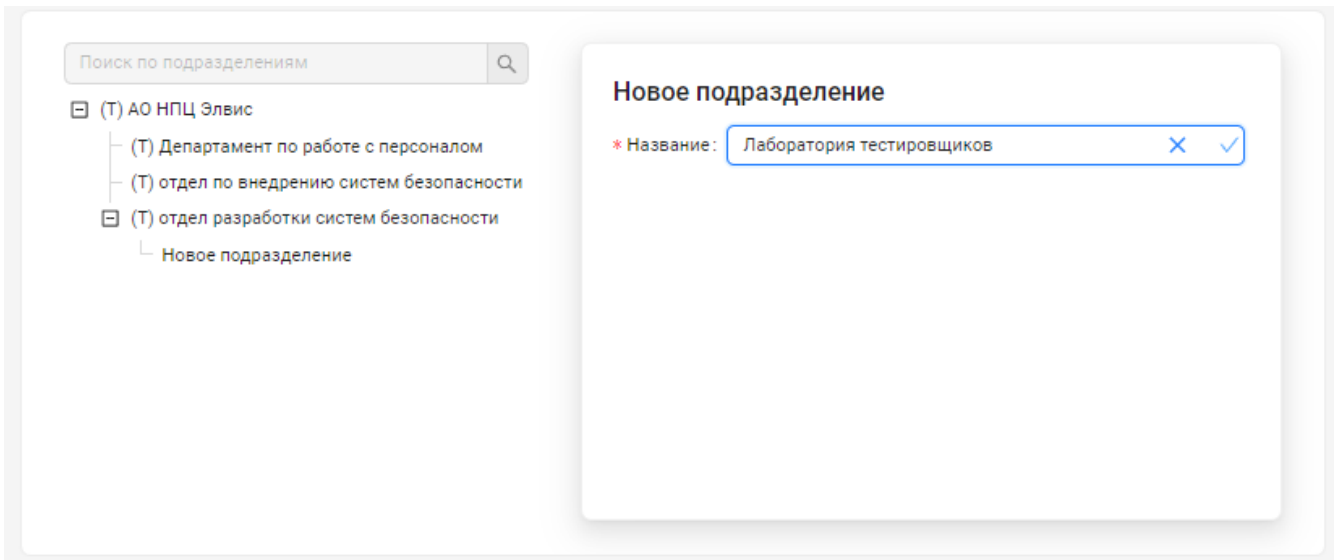 Поиск по подразделениям
(Т) АО НПЦ Элвис
(Т) Департамент по работе с персоналом
(Т) отдел по внедрению систем безопасности
(Т) отдел разработки систем безопасности
Новое подразделение
Новое подразделение
* Название: Лаборатория тестировщиков